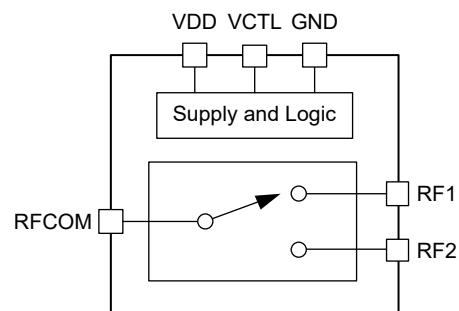 VDD VCTL GND
Supply and Logic
RF1
RFCOM
RF2